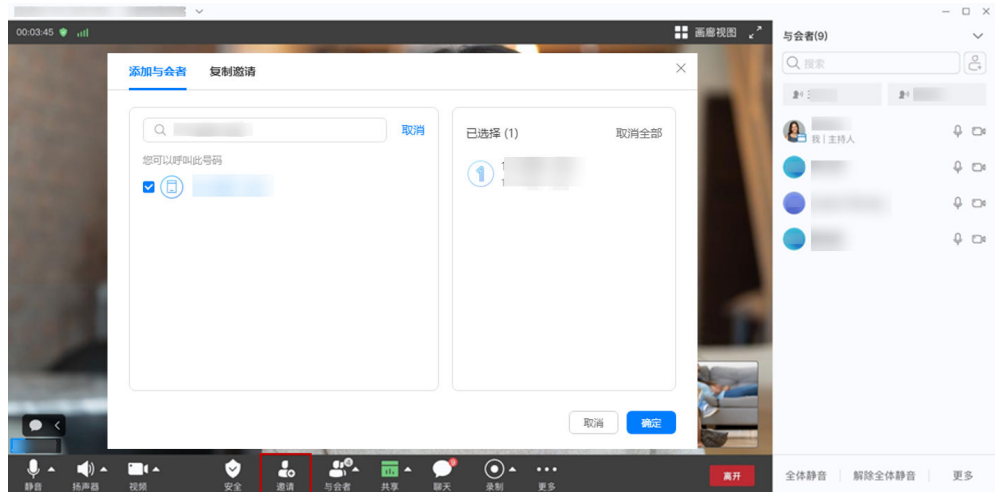 00:03:45
画廊视图
与会者(9)
搜索
添加与会者
复制邀请
取消
已选择 (1)
取消全部
您可以呼叫此号码
我 | 主持人
取消
确定
静音
扬声器
视频
安全
邀请
与会者
共享
聊天
录制
更多
离开
全体静音
解除全体静音
更多